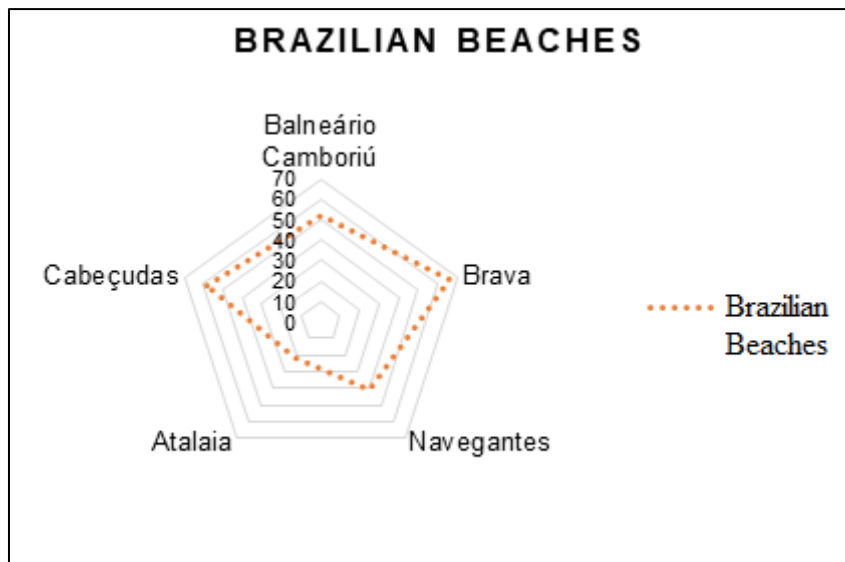 BRAZILIAN BEACHES
Balneário
Camboriú
70
60
50
40
30
20
10
0
Cabeçudas
Brava
Atalaia
Navegantes
Brazilian
Beaches